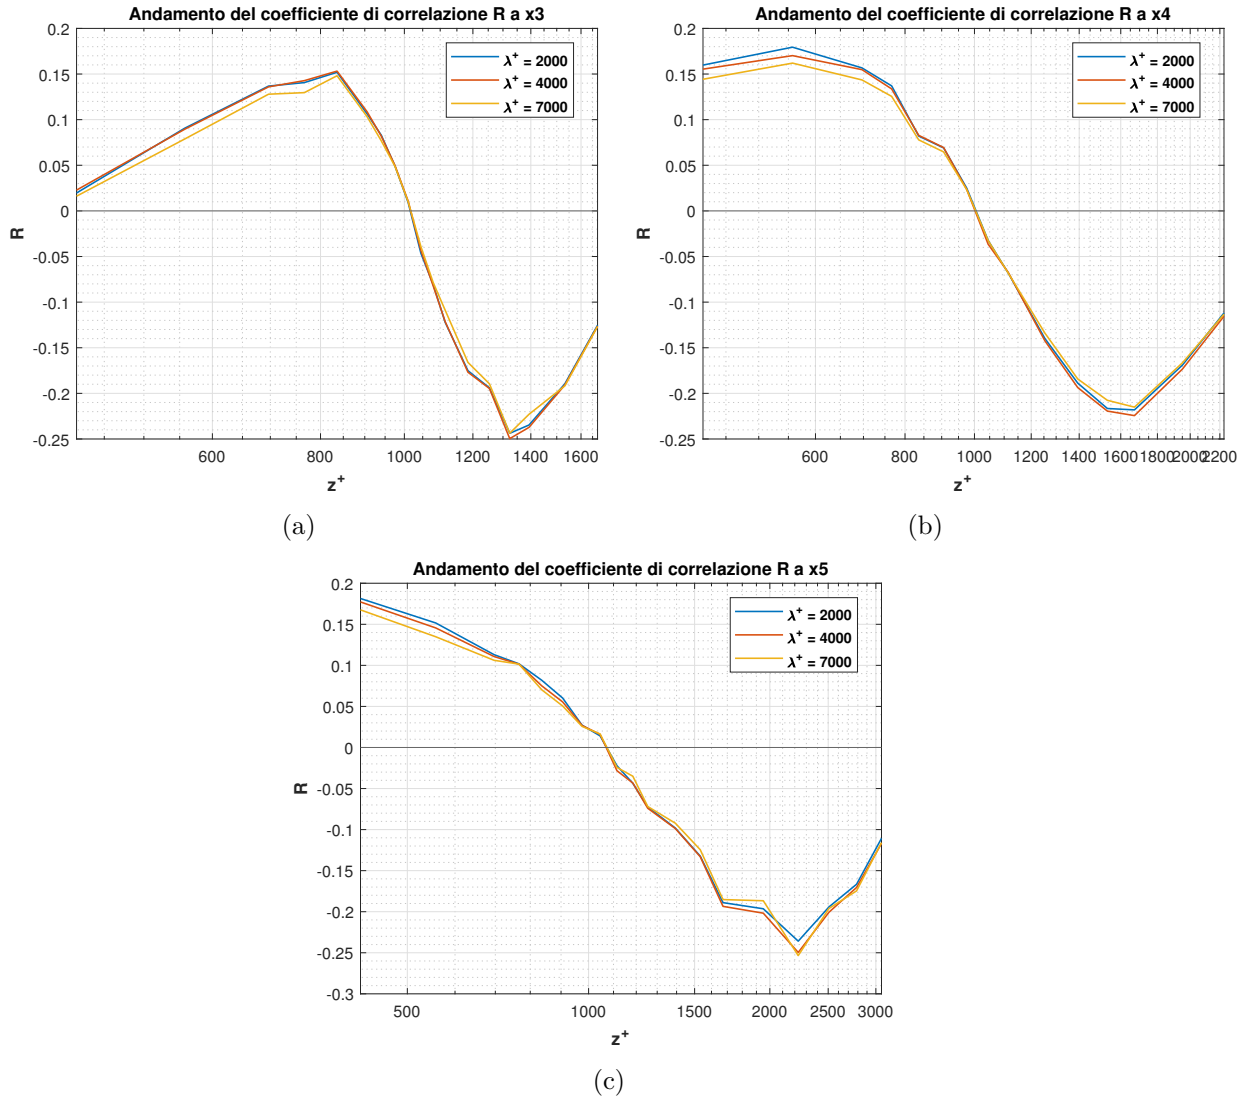 Andamento del coefficiente di correlazione R a x3
0.2
0.15
0.1
0.05
0
-0.05
-0.1
-0.15
-0.2
-0.25
R
λ⁺ = 2000
λ⁺ = 4000
λ⁺ = 7000
600 800 1000 1200 1400 1600
z⁺
(a)
Andamento del coefficiente di correlazione R a x4
0.2
0.15
0.1
0.05
0
-0.05
-0.1
-0.15
-0.2
-0.25
R
λ⁺ = 2000
λ⁺ = 4000
λ⁺ = 7000
600 800 1000 1200 1400 1600 1800 2000 2200
z⁺
(b)
Andamento del coefficiente di correlazione R a x5
0.2
0.15
0.1
0.05
0
-0.05
-0.1
-0.15
-0.2
-0.25
-0.3
R
λ⁺ = 2000
λ⁺ = 4000
λ⁺ = 7000
500 1000 1500 2000 2500 3000
z⁺
(c)